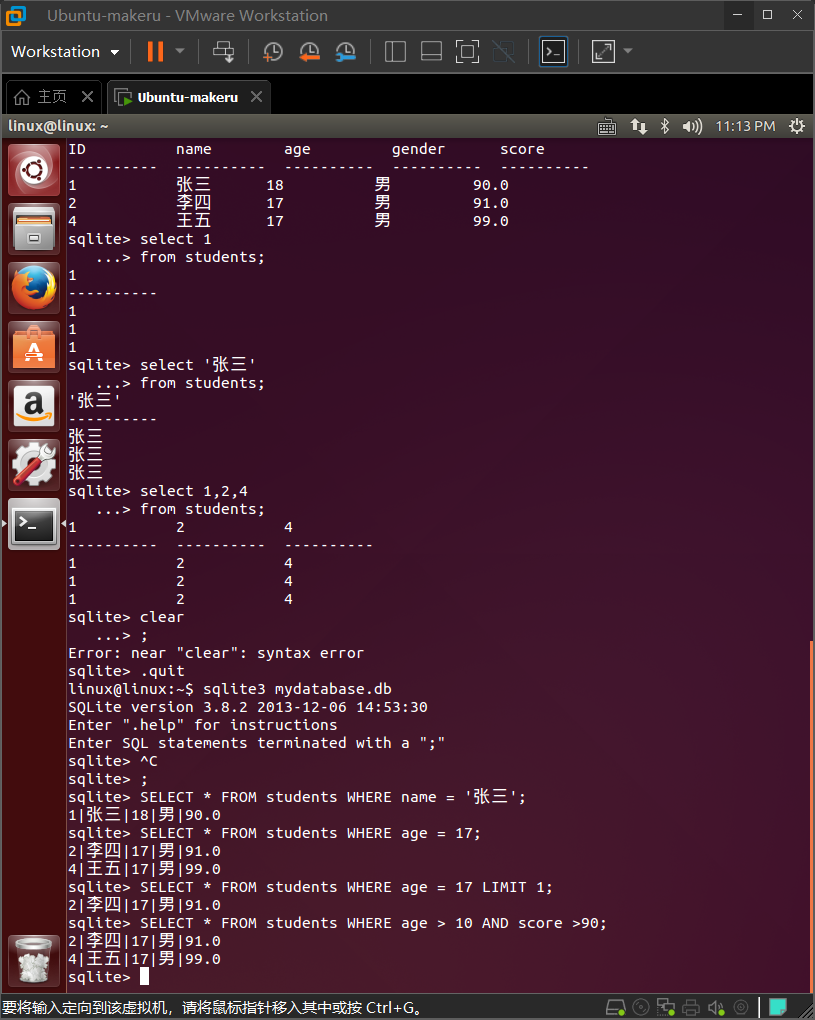 Ubuntu-makeru - VMware Workstation
Workstation
主页
Ubuntu-makeru
linux@linux: ~
11:13 PM
ID name age gender score
---------- ---------- ---------- ---------- ----------
1 张三 18 男 90.0
2 李四 17 男 91.0
4 王五 17 男 99.0
sqlite> select 1
...> from students;
1
----------
1
1
1
sqlite> select '张三'
...> from students;
'张三'
----------
张三
张三
张三
sqlite> select 1,2,4
...> from students;
1 2 4
---------- ---------- ----------
1 2 4
1 2 4
1 2 4
sqlite> clear
...> ;
Error: near "clear": syntax error
sqlite> .quit
linux@linux:~$ sqlite3 mydatabase.db
SQLite version 3.8.2 2013-12-06 14:53:30
Enter ".help" for instructions
Enter SQL statements terminated with a ";"
sqlite> ^C
sqlite> ;
sqlite> SELECT * FROM students WHERE name = '张三';
1|张三|18|男|90.0
sqlite> SELECT * FROM students WHERE age = 17;
2|李四|17|男|91.0
4|王五|17|男|99.0
sqlite> SELECT * FROM students WHERE age = 17 LIMIT 1;
2|李四|17|男|91.0
sqlite> SELECT * FROM students WHERE age > 10 AND score >90;
2|李四|17|男|91.0
4|王五|17|男|99.0
sqlite>
要将输入定向到该虚拟机，请将鼠标指针移入其中或按 Ctrl+G。